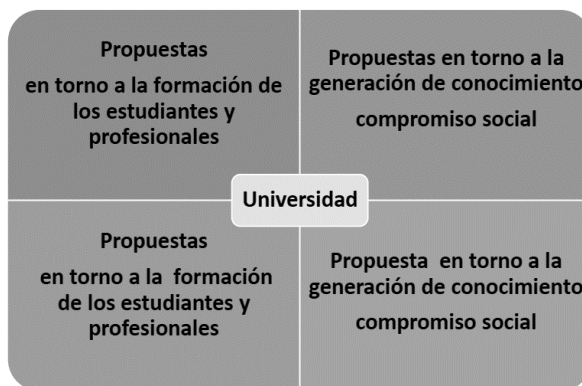 Propuestas
en torno a la formación de
los estudiantes y
profesionales
Propuestas en torno a la
generación de conocimiento
compromiso social
Universidad
Propuestas
en torno a la formación
de los estudiantes y
profesionales
Propuesta en torno a la
generación de conocimiento
compromiso social